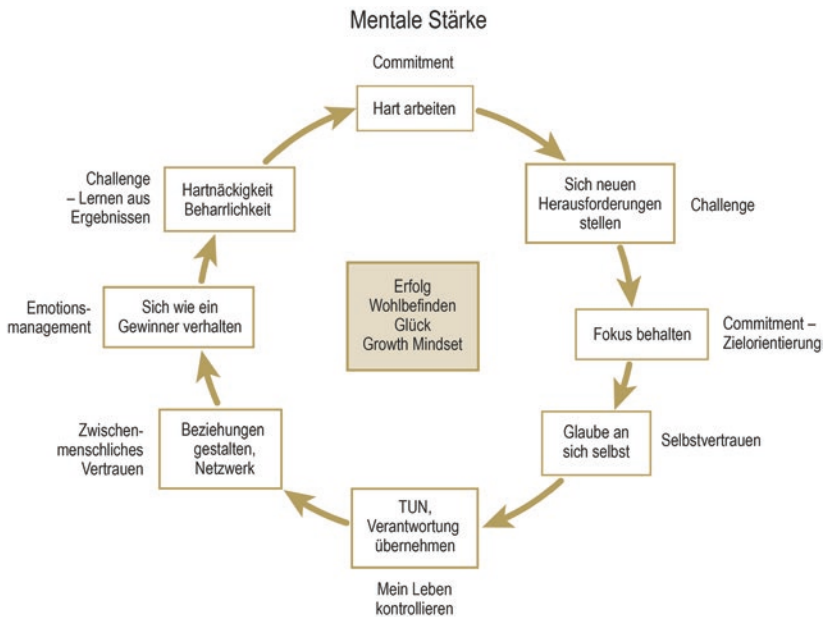 Mentale Stärke
Commitment
Hart arbeiten
Sich neuen
Herausforderungen
stellen
Challenge
Fokus behalten
Commitment –
Zielorientierung
Glaube an
sich selbst
Selbstvertrauen
TUN,
Verantwortung
übernehmen
Mein Leben
kontrollieren
Beziehungen
gestalten,
Netzwerk
Zwischen-
menschliches
Vertrauen
Sich wie ein
Gewinner verhalten
Emotions-
management
Hartnäckigkeit
Beharrlichkeit
Challenge
– Lernen aus
Ergebnissen
Erfolg
Wohlbefinden
Glück
Growth Mindset